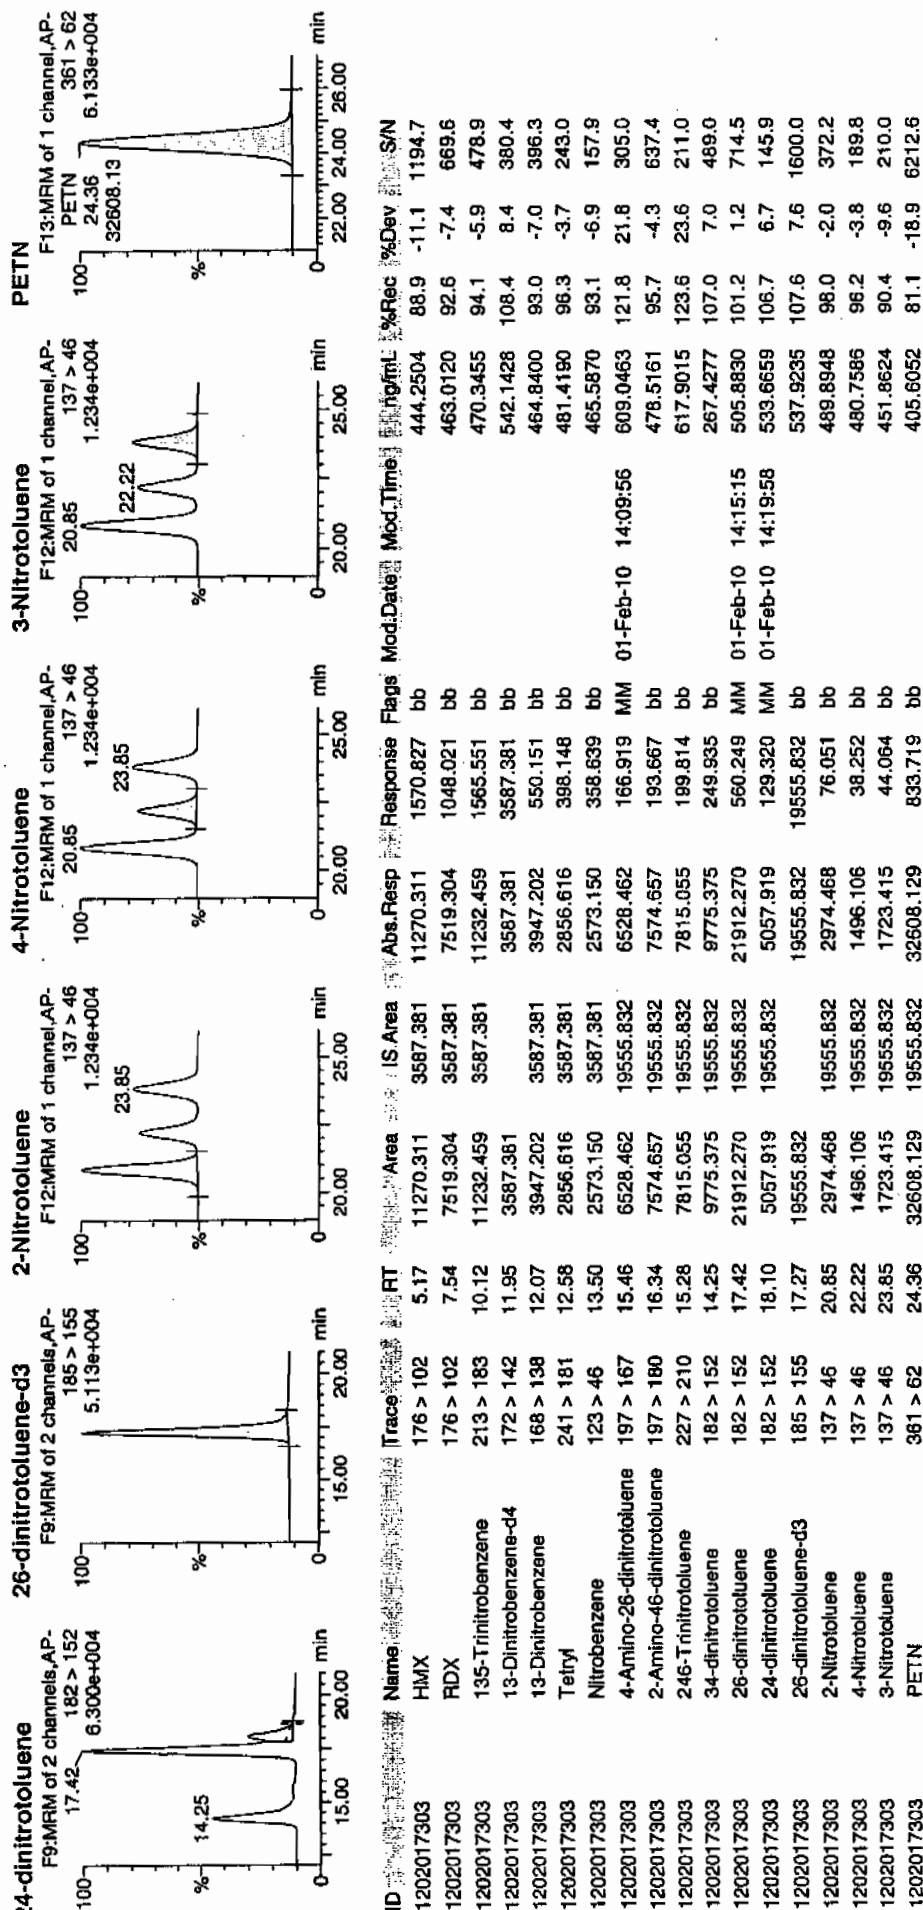 24-dinitrotoluene
F9:MRM of 2 channels,AP-
182 > 152
6.300e+004
100
17.42
14.25
%
0
15.00
20.00
min
26-dinitrotoluene-d3
F9:MRM of 2 channels,AP-
185 > 155
5.113e+004
100
%
0
15.00
20.00
min
2-Nitrotoluene
F12:MRM of 1 channel,AP-
137 > 46
1.234e+004
100
23.85
%
0
20.00
25.00
min
4-Nitrotoluene
F12:MRM of 1 channel,AP-
137 > 46
1.234e+004
100
20.85
23.85
%
0
20.00
25.00
min
3-Nitrotoluene
F12:MRM of 1 channel,AP-
137 > 46
1.234e+004
100
20.85
22.22
%
0
20.00
25.00
min
PETN
F13:MRM of 1 channel,AP-
361 > 62
6.133e+004
100
PETN
24.36
32608.13
%
0
22.00
24.00
26.00
min
ID Name Trace RT Area IS.Area Abs.Resp Response Flags Mod.Date Mod.Time ng/mL %Rec %Dev S/N
1202017303 HMX 176 > 102 5.17 11270.311 3587.381 11270.311 1570.827 bb 444.2504 88.9 -11.1 1194.7
1202017303 RDX 176 > 102 7.54 7519.304 3587.381 7519.304 1048.021 bb 463.0120 92.6 -7.4 669.6
1202017303 135-Trinitrobenzene 213 > 183 10.12 11232.459 3587.381 11232.459 1565.551 bb 470.3455 94.1 -5.9 478.9
1202017303 13-Dinitrobenzene-d4 172 > 142 11.95 3587.381 3587.381 3587.381 bb 542.1428 108.4 8.4 380.4
1202017303 13-Dinitrobenzene 168 > 138 12.07 3947.202 3587.381 3947.202 550.151 bb 464.8400 93.0 -7.0 396.3
1202017303 Tetryl 241 > 181 12.58 2856.616 3587.381 2856.616 398.148 bb 481.4190 96.3 -3.7 243.0
1202017303 Nitrobenzene 123 > 46 13.50 2573.150 3587.381 2573.150 358.639 bb 465.5870 93.1 -6.9 157.9
1202017303 4-Amino-26-dinitrotoluene 197 > 167 15.46 6528.462 19555.832 6528.462 166.919 MM 01-Feb-10 14:09:56 609.0463 121.8 21.8 305.0
1202017303 2-Amino-46-dinitrotoluene 197 > 180 16.34 7574.657 19555.832 7574.657 193.667 bb 478.5161 95.7 -4.3 637.4
1202017303 246-Trinitrotoluene 227 > 210 15.28 7815.055 19555.832 7815.055 199.814 bb 617.9015 123.6 23.6 211.0
1202017303 34-dinitrotoluene 182 > 152 14.25 9775.375 19555.832 9775.375 249.935 bb 267.4277 107.0 7.0 489.0
1202017303 26-dinitrotoluene 182 > 152 17.42 21912.270 19555.832 21912.270 560.249 MM 01-Feb-10 14:15:15 505.8830 101.2 1.2 714.5
1202017303 24-dinitrotoluene 182 > 152 18.10 5057.919 19555.832 5057.919 129.320 MM 01-Feb-10 14:19:58 533.6659 106.7 6.7 145.9
1202017303 26-dinitrotoluene-d3 185 > 155 17.27 19555.832 19555.832 19555.832 bb 537.9235 107.6 7.6 1600.0
1202017303 2-Nitrotoluene 137 > 46 20.85 2974.468 19555.832 2974.468 76.051 bb 489.8948 98.0 -2.0 372.2
1202017303 4-Nitrotoluene 137 > 46 22.22 1496.106 19555.832 1496.106 38.252 bb 480.7586 96.2 -3.8 189.8
1202017303 3-Nitrotoluene 137 > 46 23.85 1723.415 19555.832 1723.415 44.064 bb 451.8624 90.4 -9.6 210.0
1202017303 PETN 361 > 62 24.36 32608.129 19555.832 32608.129 833.719 bb 405.6052 81.1 -18.9 6212.6